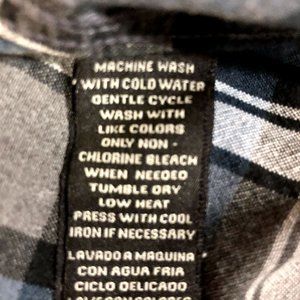 MACHINE WASH
WITH COLD WATER
GENTLE CYCLE
WASH WITH
LIKE COLORS
ONLY NON -
CHLORINE BLEACH
WHEN NEEDED
TUMBLE DRY
LOW HEAT
PRESS WITH COOL
IRON IF NECESSARY
LAVADO A MAQUINA
CON AGUA FRIA
CICLO DELICADO